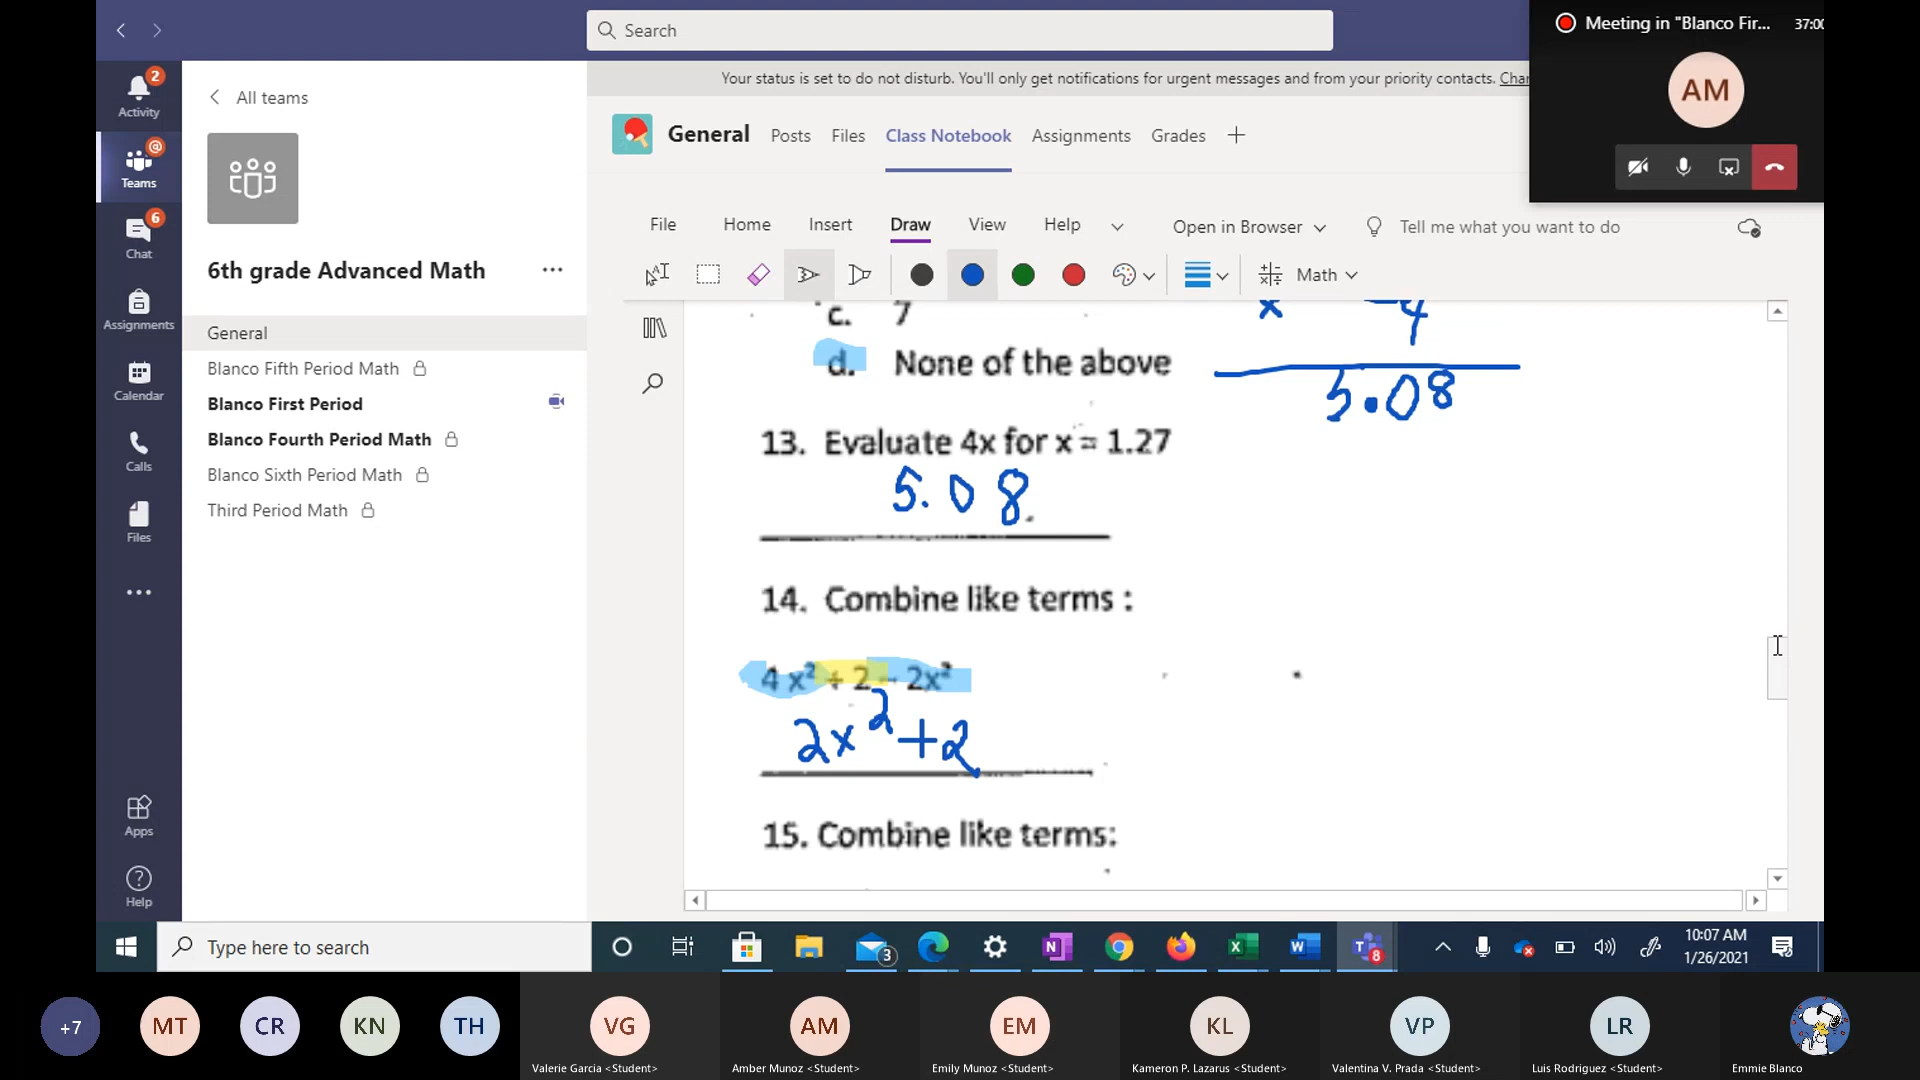 Search
Meeting in "Blanco Fir...
37:00
AM
Your status is set to do not disturb. You'll only get notifications for urgent messages and from your priority contacts.
2
Activity
Teams
6
Chat
Assignments
Calendar
Calls
Files
Apps
Help
All teams
6th grade Advanced Math
General
Blanco Fifth Period Math
Blanco First Period
Blanco Fourth Period Math
Blanco Sixth Period Math
Third Period Math
General Posts Files Class Notebook Assignments Grades
File Home Insert Draw View Help Open in Browser Tell me what you want to do
Math
c. 7
x 4
d. None of the above
5.08
13. Evaluate 4x for x = 1.27
5.08
14. Combine like terms :
4 x² + 2 - 2x²
2x² + 2
15. Combine like terms:
Type here to search
3
8
10:07 AM
1/26/2021
+7 MT CR KN TH VG AM EM KL VP LR
Valerie Garcia <Student> Amber Munoz <Student> Emily Munoz <Student> Kameron P. Lazarus <Student> Valentina V. Prada <Student> Luis Rodriguez <Student> Emmie Blanco